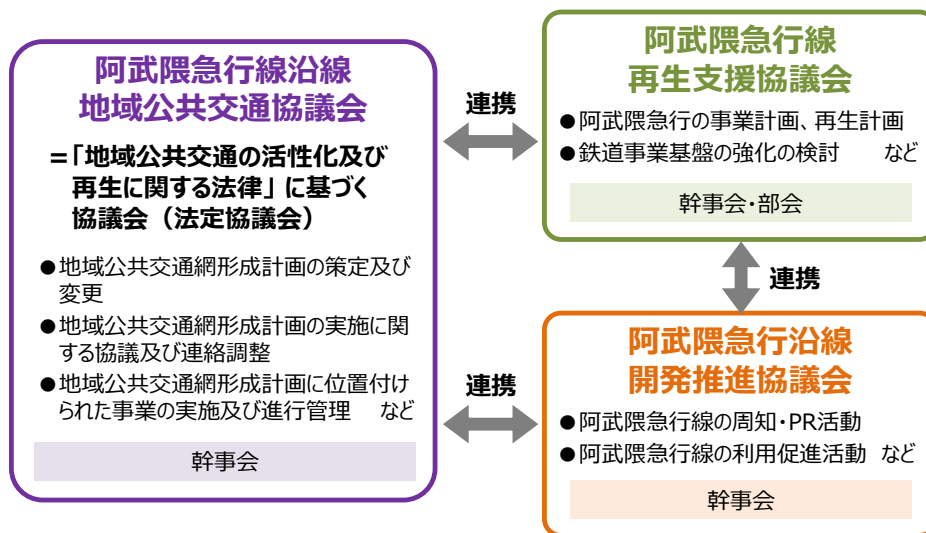 阿武隈急行線沿線
地域公共交通協議会
＝「地域公共交通の活性化及び
再生に関する法律」に基づく
協議会（法定協議会）
●地域公共交通網形成計画の策定及び
変更
●地域公共交通網形成計画の実施に関
する協議及び連絡調整
●地域公共交通網形成計画に位置付け
られた事業の実施及び進行管理　など
幹事会
連携
阿武隈急行線
再生支援協議会
●阿武隈急行の事業計画、再生計画
●鉄道事業基盤の強化の検討　など
幹事会・部会
連携
連携
阿武隈急行沿線
開発推進協議会
●阿武隈急行線の周知・PR活動
●阿武隈急行線の利用促進活動　など
幹事会